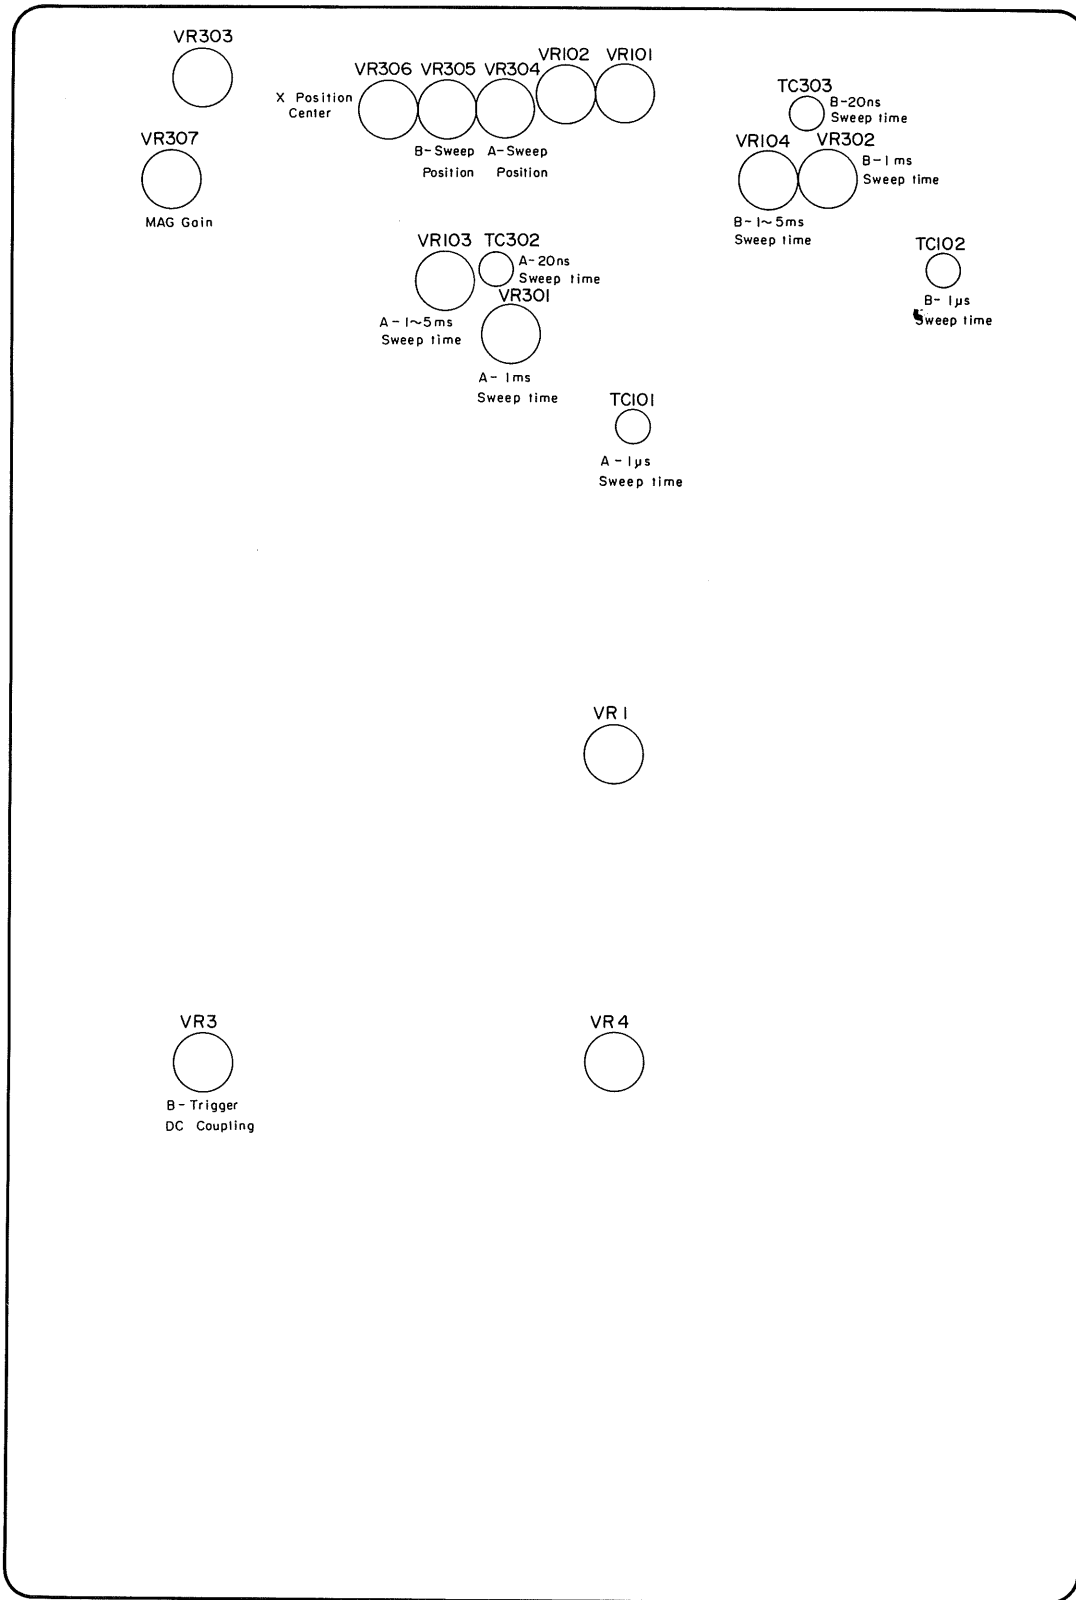 VR303
VR306 VR305 VR304 VR102 VR101
X Position
Center
B-Sweep
Position
A-Sweep
Position
TC303
B-20ns
Sweep time
VR307
MAG Gain
VR104 VR302
B-1ms
Sweep time
B-1~5ms
Sweep time
VR103 TC302
A-20ns
Sweep time
VR301
A-1~5ms
Sweep time
A-1ms
Sweep time
TC102
B-1μs
Sweep time
TC101
A-1μs
Sweep time
VR1
VR3
B-Trigger
DC Coupling
VR4